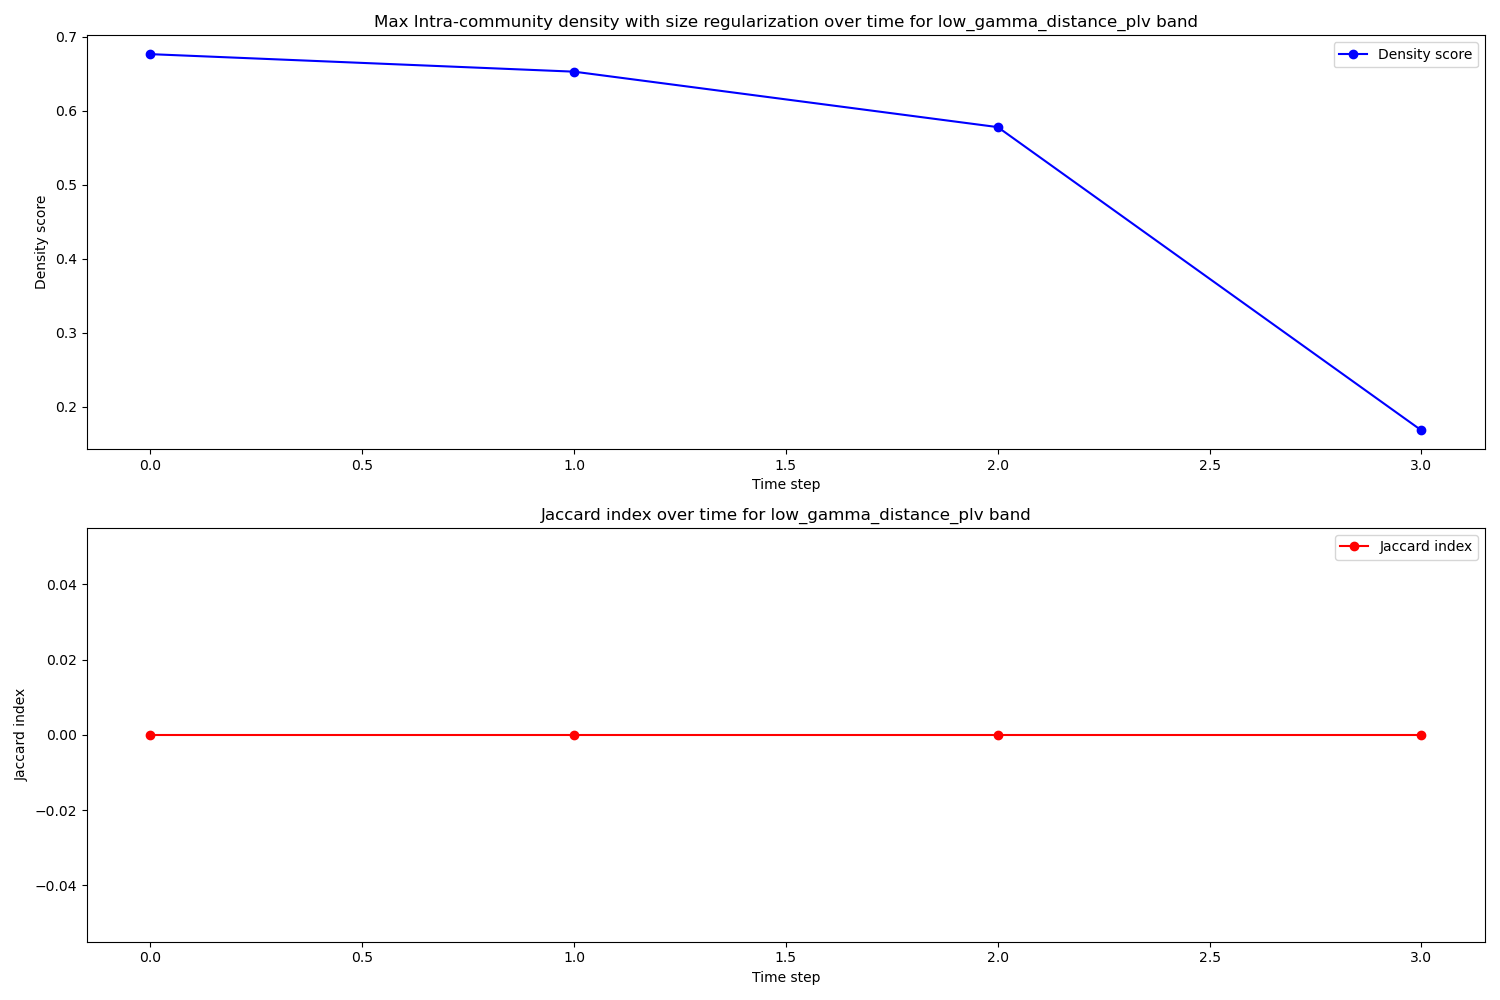 Max Intra-community density with size regularization over time for low_gamma_distance_plv band
Density score
0.7
0.6
0.5
0.4
0.3
0.2
Density score
0.0 0.5 1.0 1.5 2.0 2.5 3.0
Time step
Jaccard index over time for low_gamma_distance_plv band
Jaccard index
0.04
0.02
0.00
−0.02
−0.04
Jaccard index
0.0 0.5 1.0 1.5 2.0 2.5 3.0
Time step